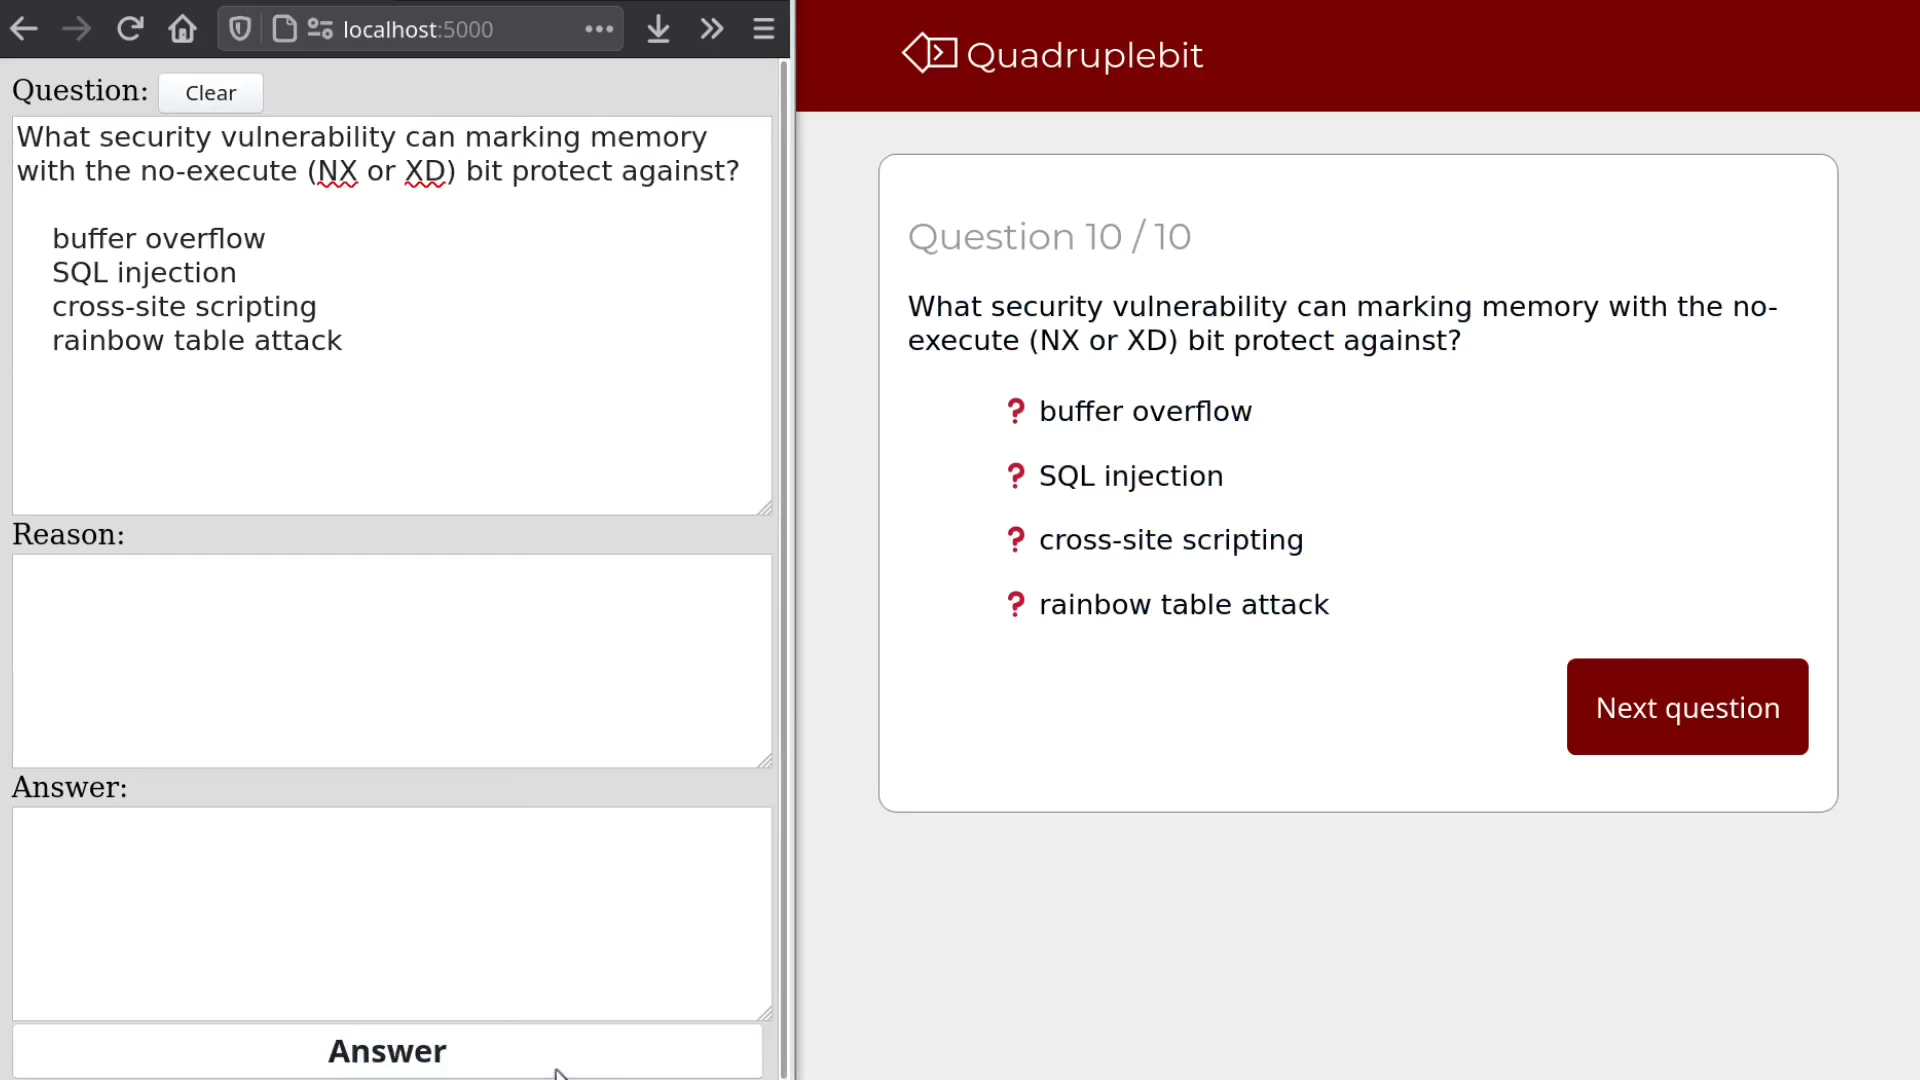 localhost:5000
Question:
Clear
What security vulnerability can marking memory
with the no-execute (NX or XD) bit protect against?
buffer overflow
SQL injection
cross-site scripting
rainbow table attack
Reason:
Answer:
Answer
Quadruplebit
Question 10 / 10
What security vulnerability can marking memory with the no-
execute (NX or XD) bit protect against?
? buffer overflow
? SQL injection
? cross-site scripting
? rainbow table attack
Next question